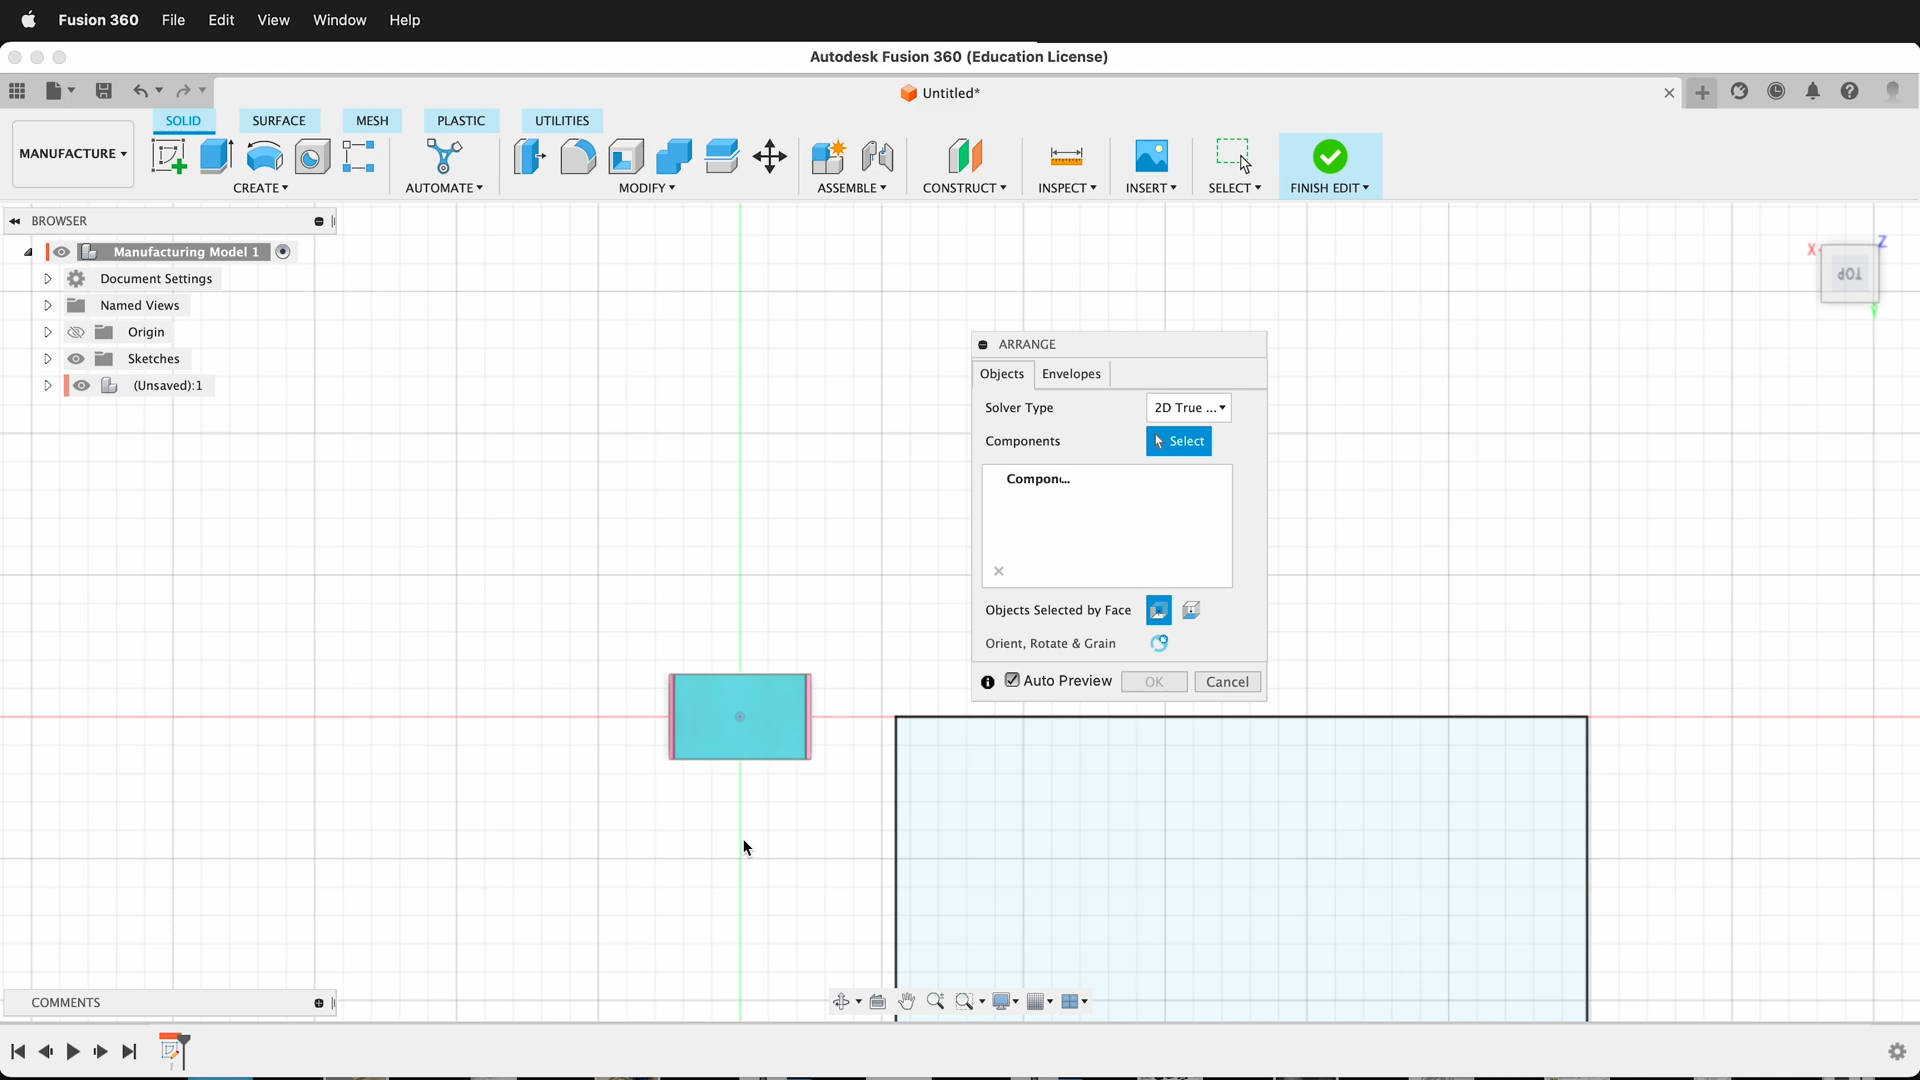 Fusion 360 File Edit View Window Help
Autodesk Fusion 360 (Education License)
Untitled*
MANUFACTURE
SOLID SURFACE MESH PLASTIC UTILITIES
CREATE AUTOMATE MODIFY ASSEMBLE CONSTRUCT INSPECT INSERT SELECT FINISH EDIT
BROWSER
Manufacturing Model 1
Document Settings
Named Views
Origin
Sketches
(Unsaved):1
X Z
TOP
Y
ARRANGE
Objects Envelopes
Solver Type 2D True ...
Components Select
Compon...
Objects Selected by Face
Orient, Rotate & Grain
Auto Preview OK Cancel
COMMENTS